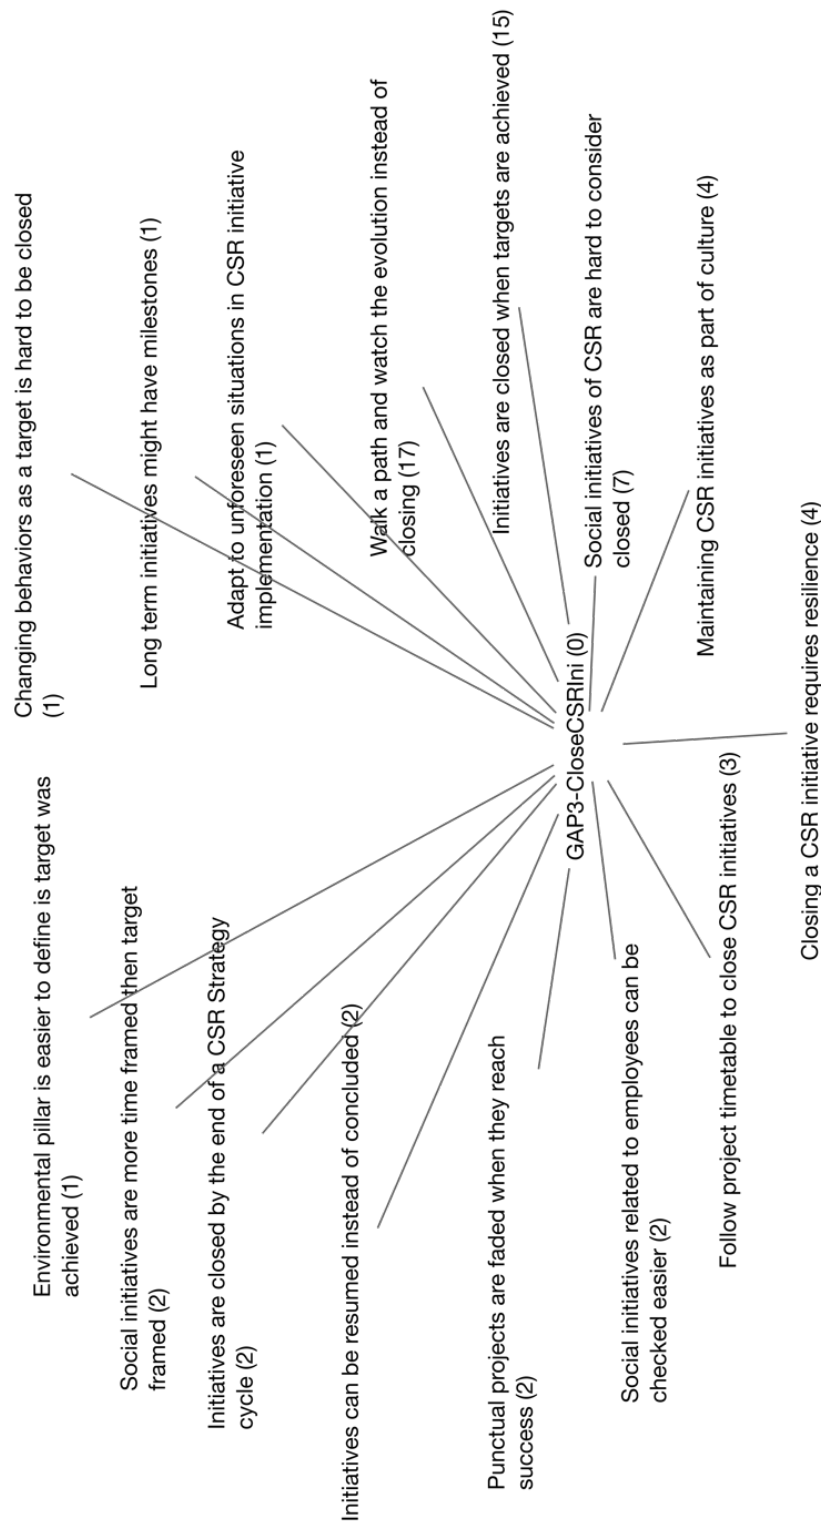 Changing behaviors as a target is hard to be closed
(1)
Long term initiatives might have milestones (1)
Adapt to unforeseen situations in CSR initiative
implementation (1)
Walk a path and watch the evolution instead of
closing (17)
Initiatives are closed when targets are achieved (15)
Social initiatives of CSR are hard to consider
closed (7)
Maintaining CSR initiatives as part of culture (4)
Closing a CSR initiative requires resilience (4)
GAP3-CloseCSRIni (0)
Environmental pillar is easier to define is target was
achieved (1)
Social initiatives are more time framed then target
framed (2)
Initiatives are closed by the end of a CSR Strategy
cycle (2)
Initiatives can be resumed instead of concluded (2)
Punctual projects are faded when they reach
success (2)
Social initiatives related to employees can be
checked easier (2)
Follow project timetable to close CSR initiatives (3)